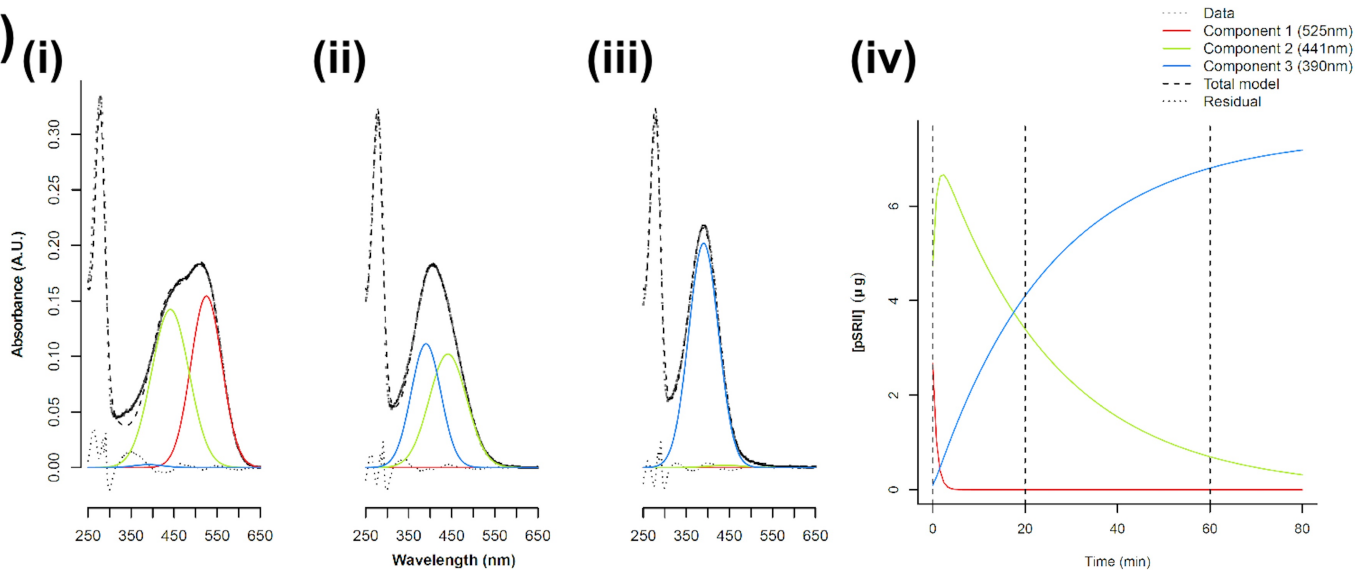 )
(i)
(ii)
(iii)
(iv)
Data
Component 1 (525nm)
Component 2 (441nm)
Component 3 (390nm)
Total model
Residual
Absorbance (A.U.)
0.30
0.25
0.20
0.15
0.10
0.05
0.00
250 350 450 550 650
250 350 450 550 650
250 350 450 550 650
Wavelength (nm)
[pSRII] (µg)
6
4
2
0
0 20 40 60 80
Time (min)